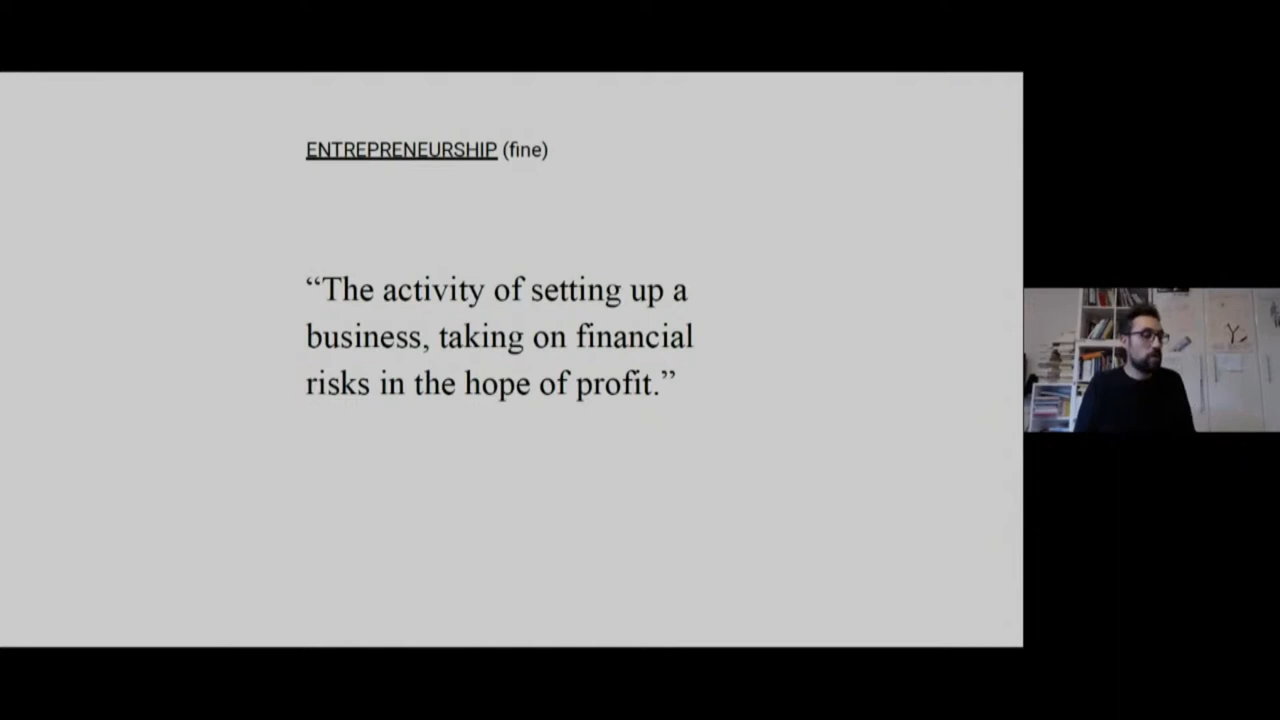 ENTREPRENEURSHIP (fine)
“The activity of setting up a
business, taking on financial
risks in the hope of profit.”